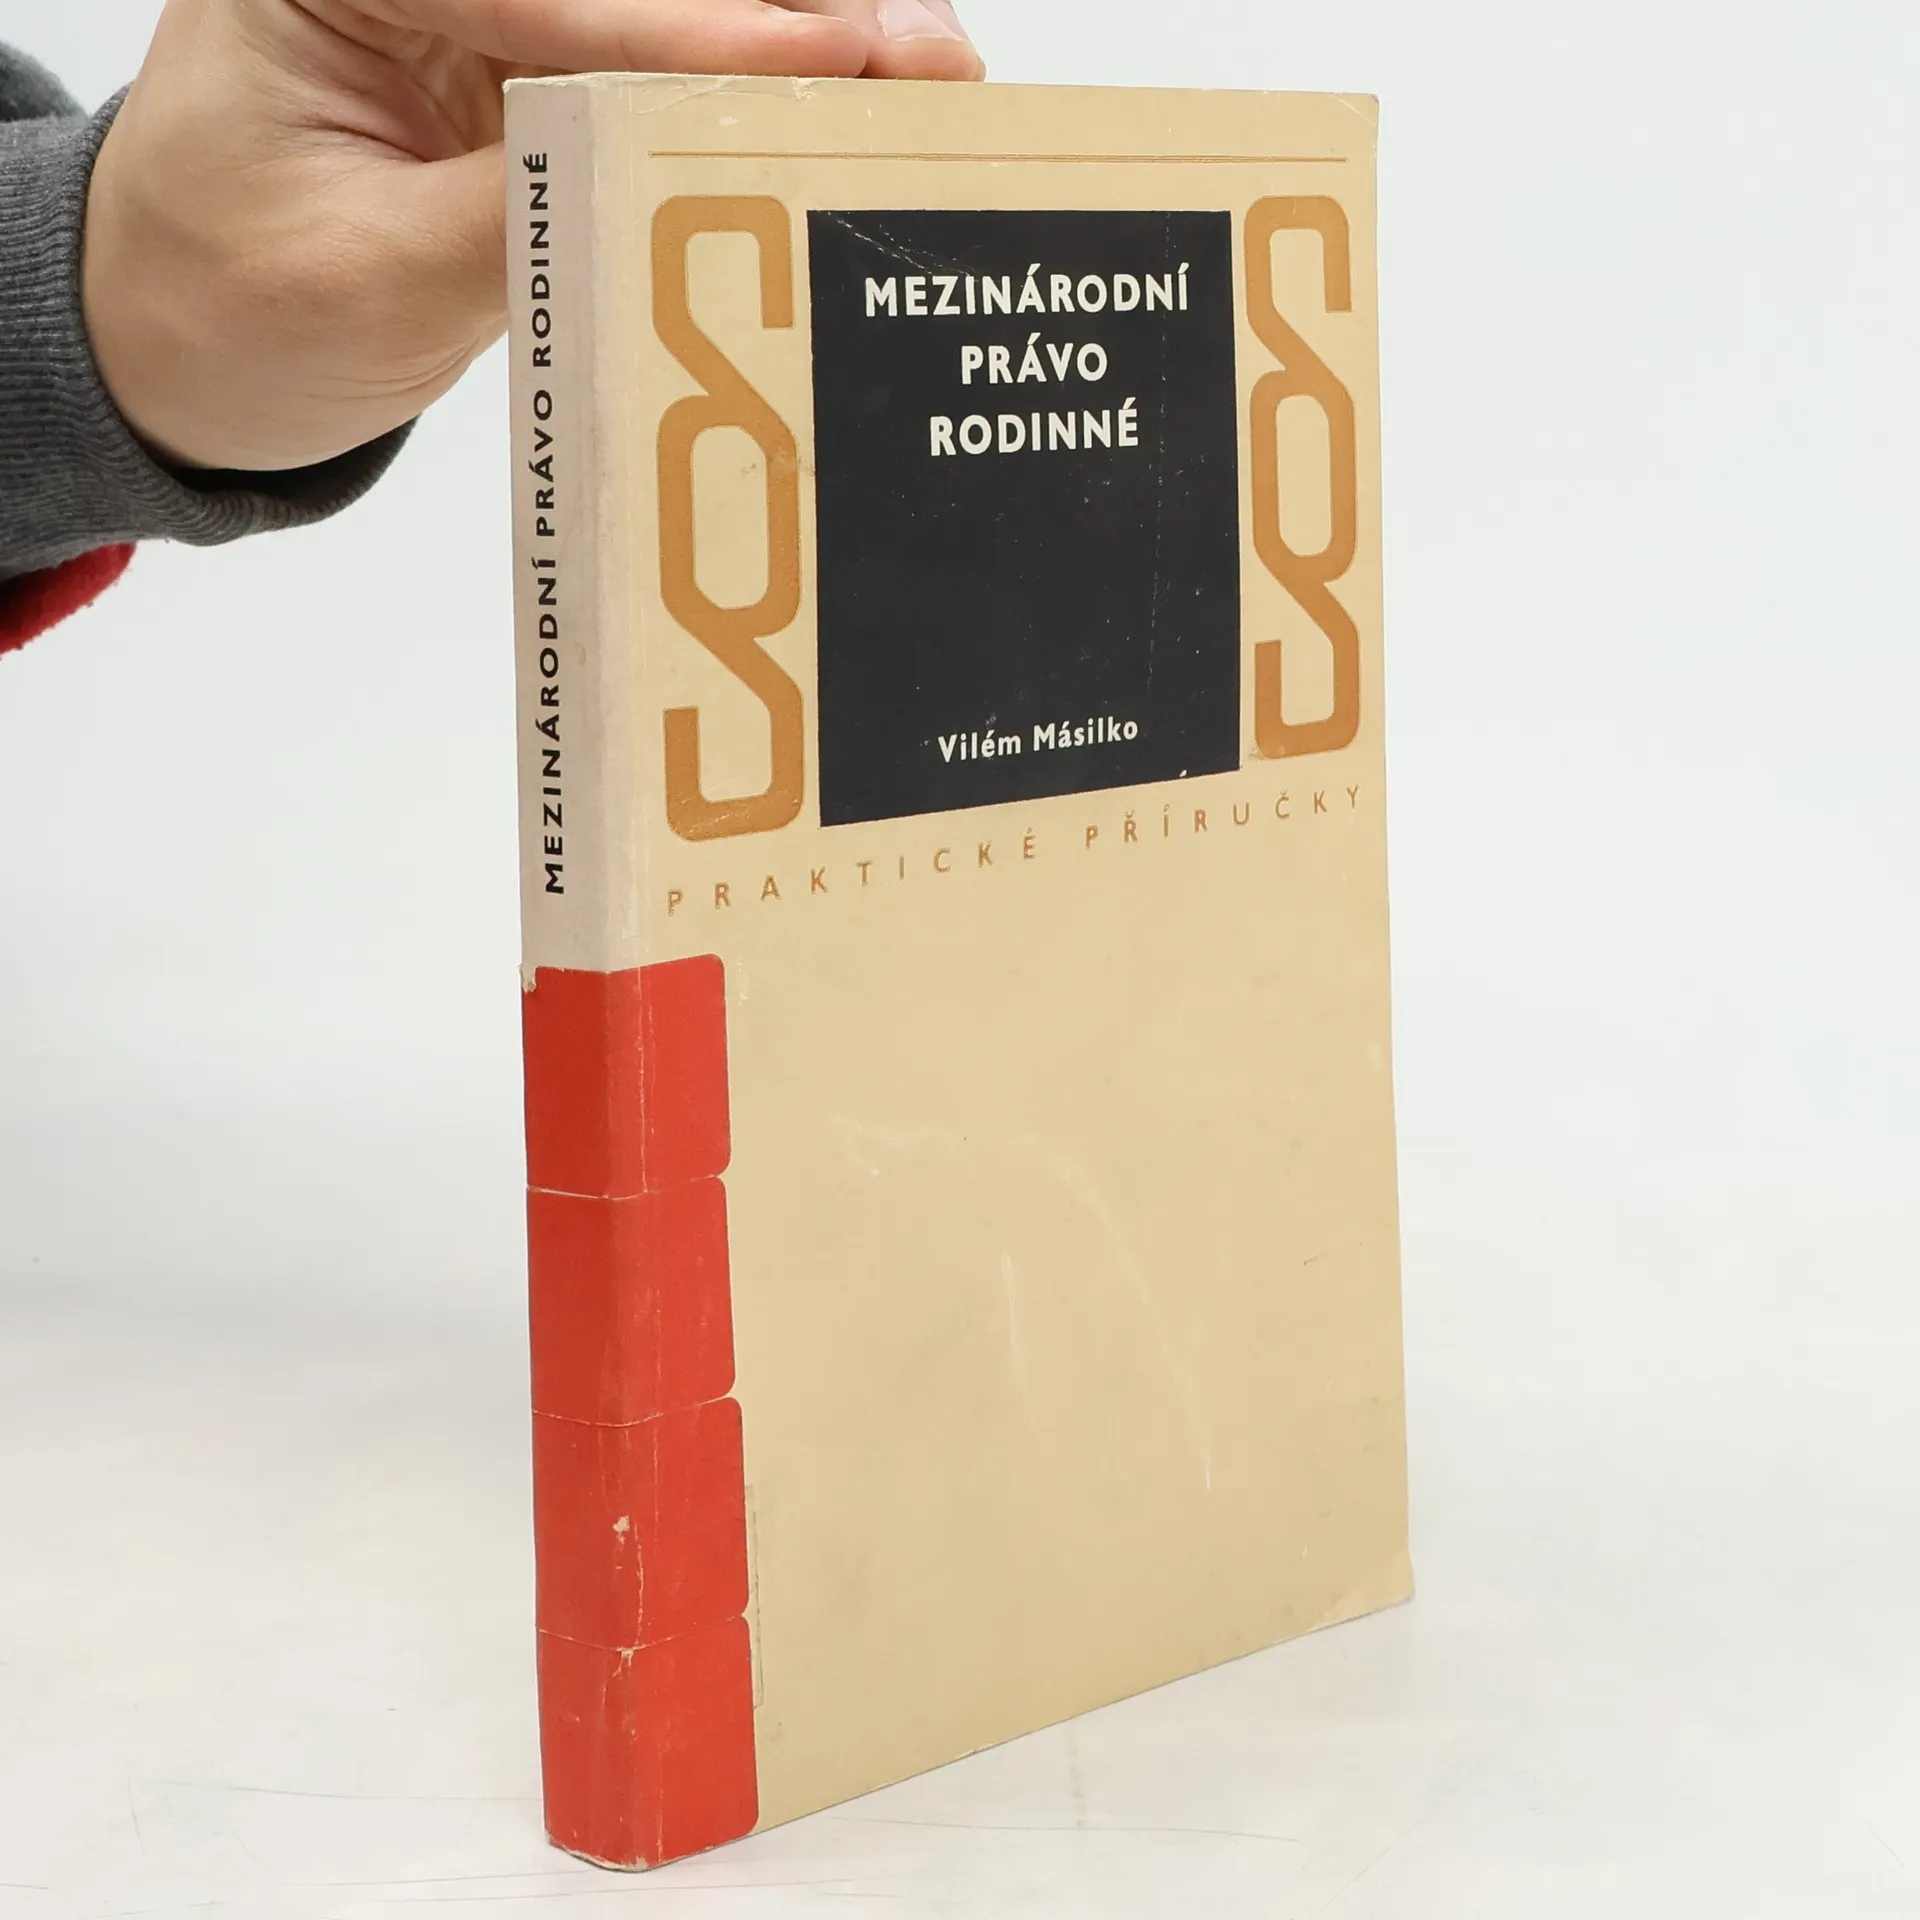 MEZINÁRODNÍ PRÁVO RODINNÉ
§ §
MEZINÁRODNÍ
PRÁVO
RODINNÉ
Vilém Másilko
PRAKTICKÉ PŘÍRUČKY